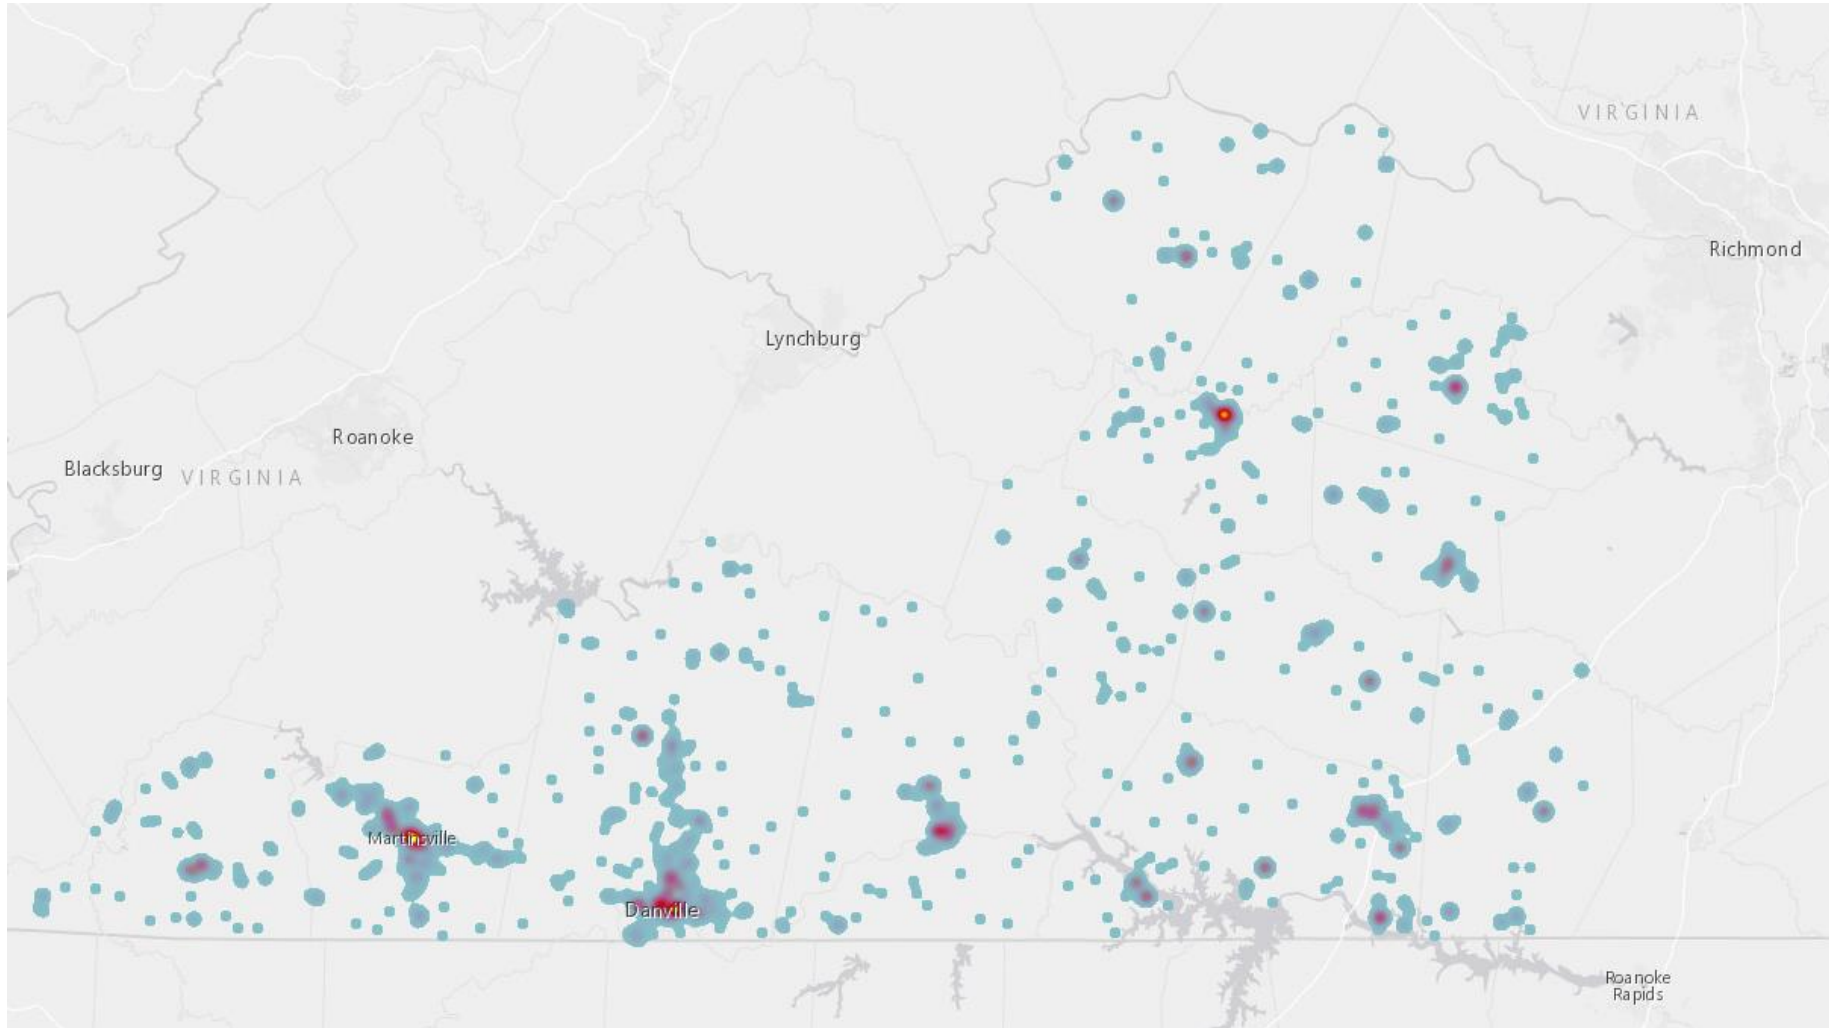 VIRGINIA
Richmond
Lynchburg
Roanoke
Blacksburg
VIRGINIA
Martinsville
Danville
Roanoke
Rapids